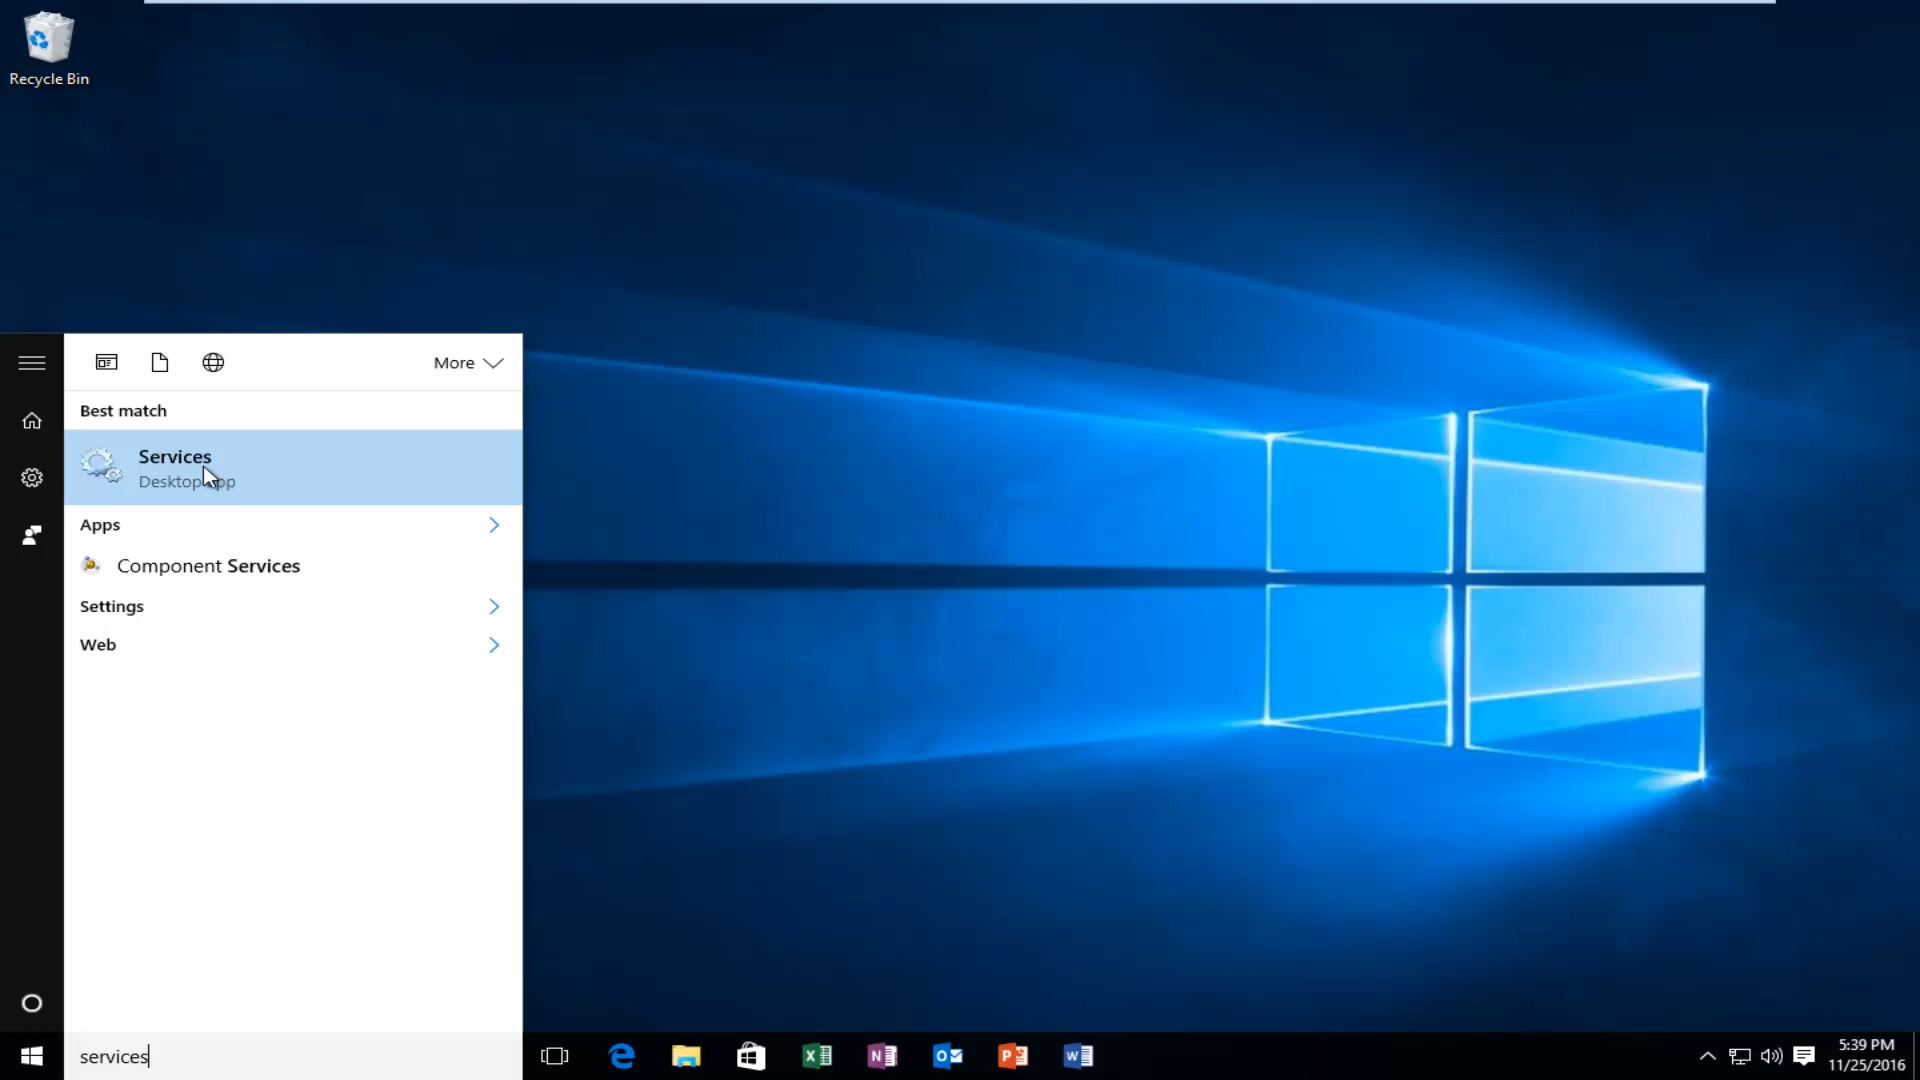 Recycle Bin
More
Best match
Services
Desktop app
Apps
Component Services
Settings
Web
services
5:39 PM
11/25/2016